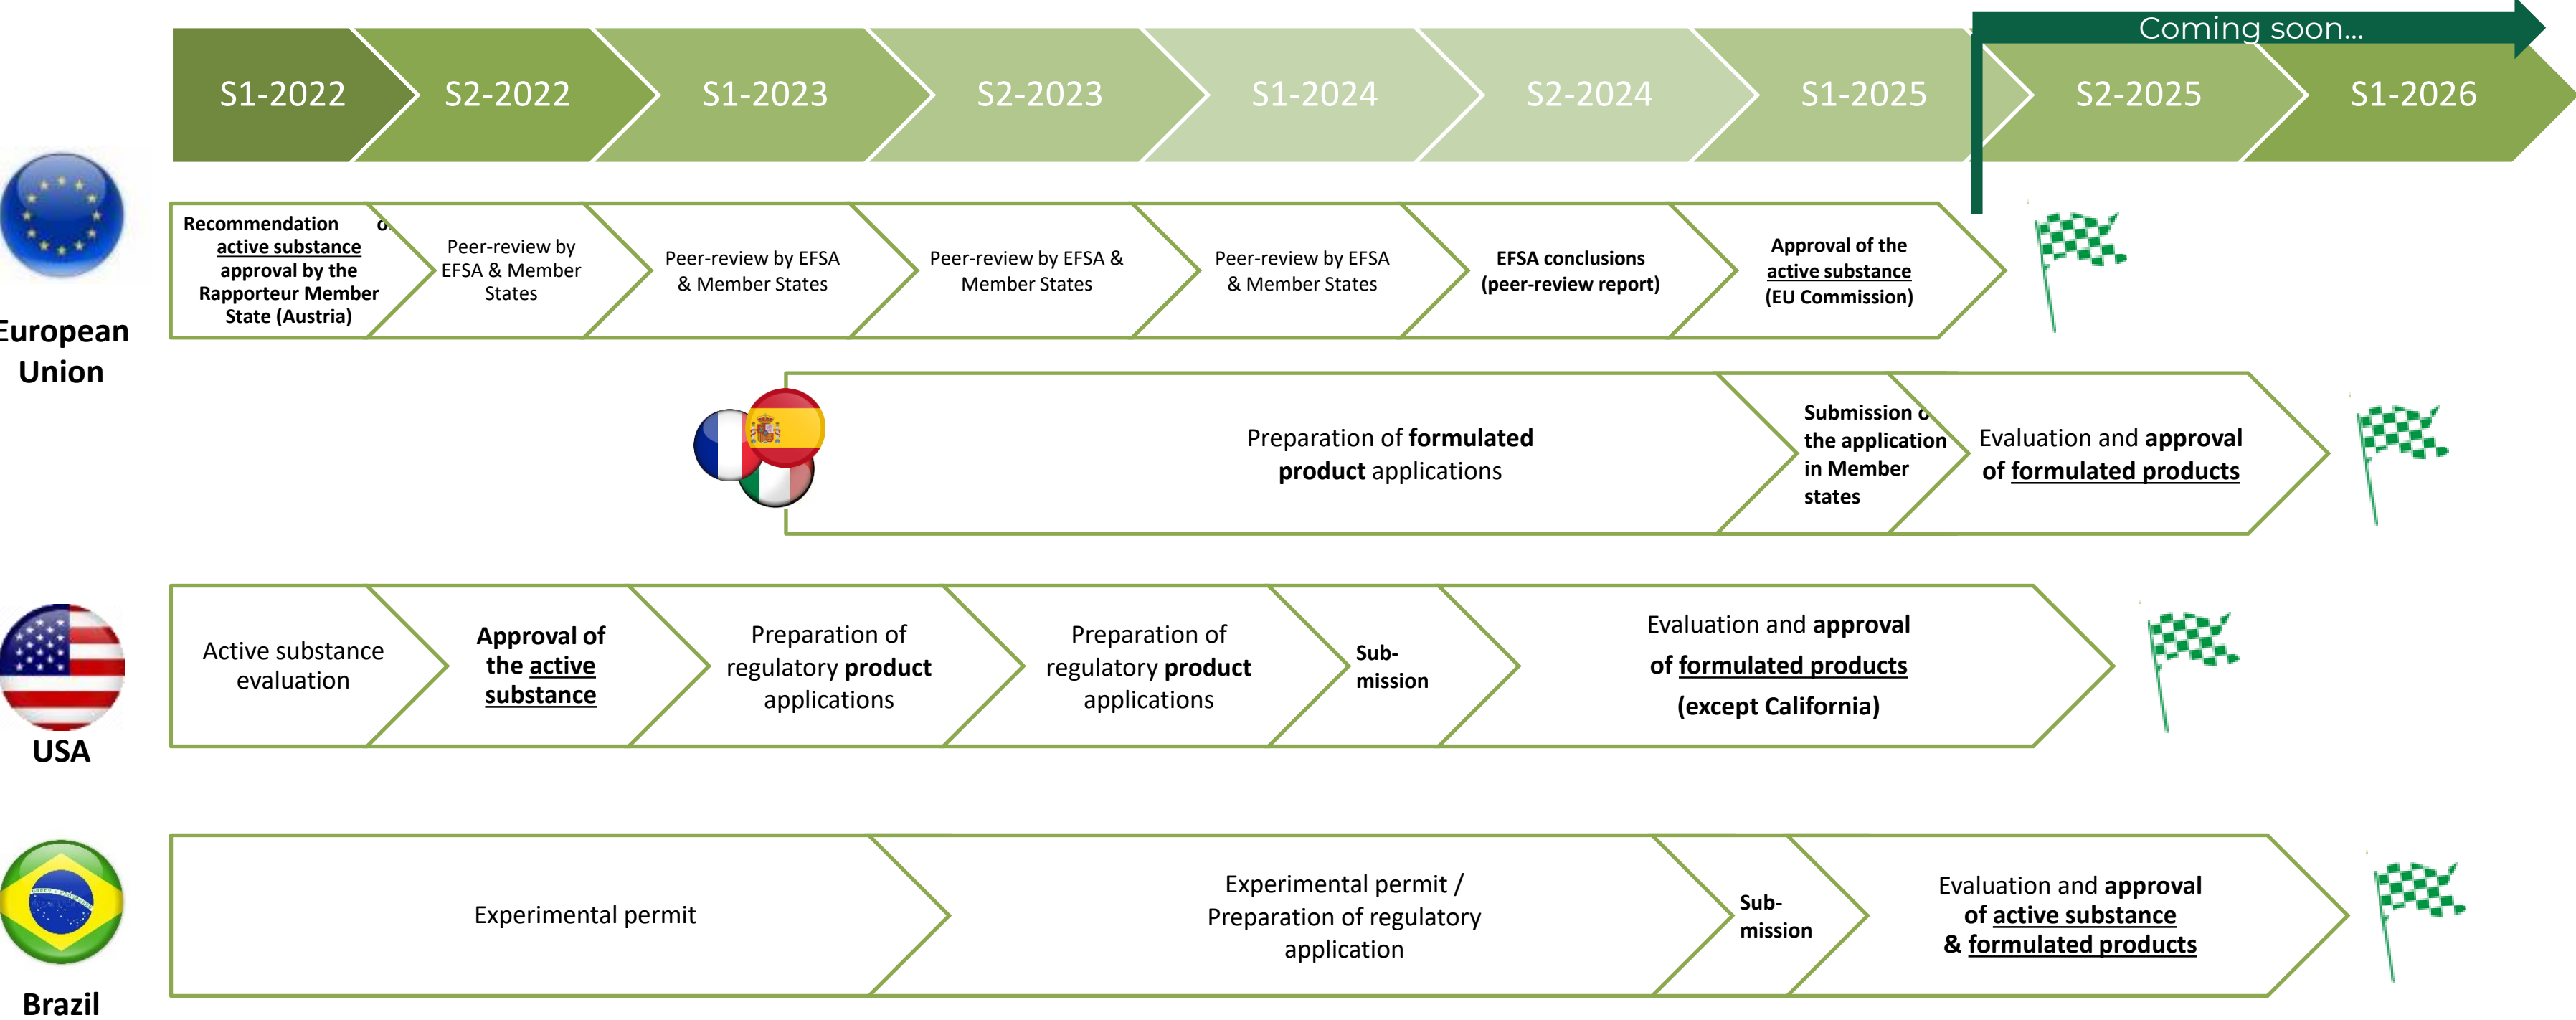 Coming soon...
S1-2022
S2-2022
S1-2023
S2-2023
S1-2024
S2-2024
S1-2025
S2-2025
S1-2026
European
Union
Recommendation
active substance
approval by the
Rapporteur Member
State (Austria)
Peer-review by
EFSA & Member
States
Peer-review by EFSA
& Member States
Peer-review by EFSA &
Member States
Peer-review by EFSA
& Member States
EFSA conclusions
(peer-review report)
Approval of the
active substance
(EU Commission)
Preparation of formulated
product applications
Submission
the application
in Member
states
Evaluation and approval
of formulated products
USA
Active substance
evaluation
Approval of
the active
substance
Preparation of
regulatory product
applications
Preparation of
regulatory product
applications
Sub-
mission
Evaluation and approval
of formulated products
(except California)
Brazil
Experimental permit
Experimental permit /
Preparation of regulatory
application
Sub-
mission
Evaluation and approval
of active substance
& formulated products